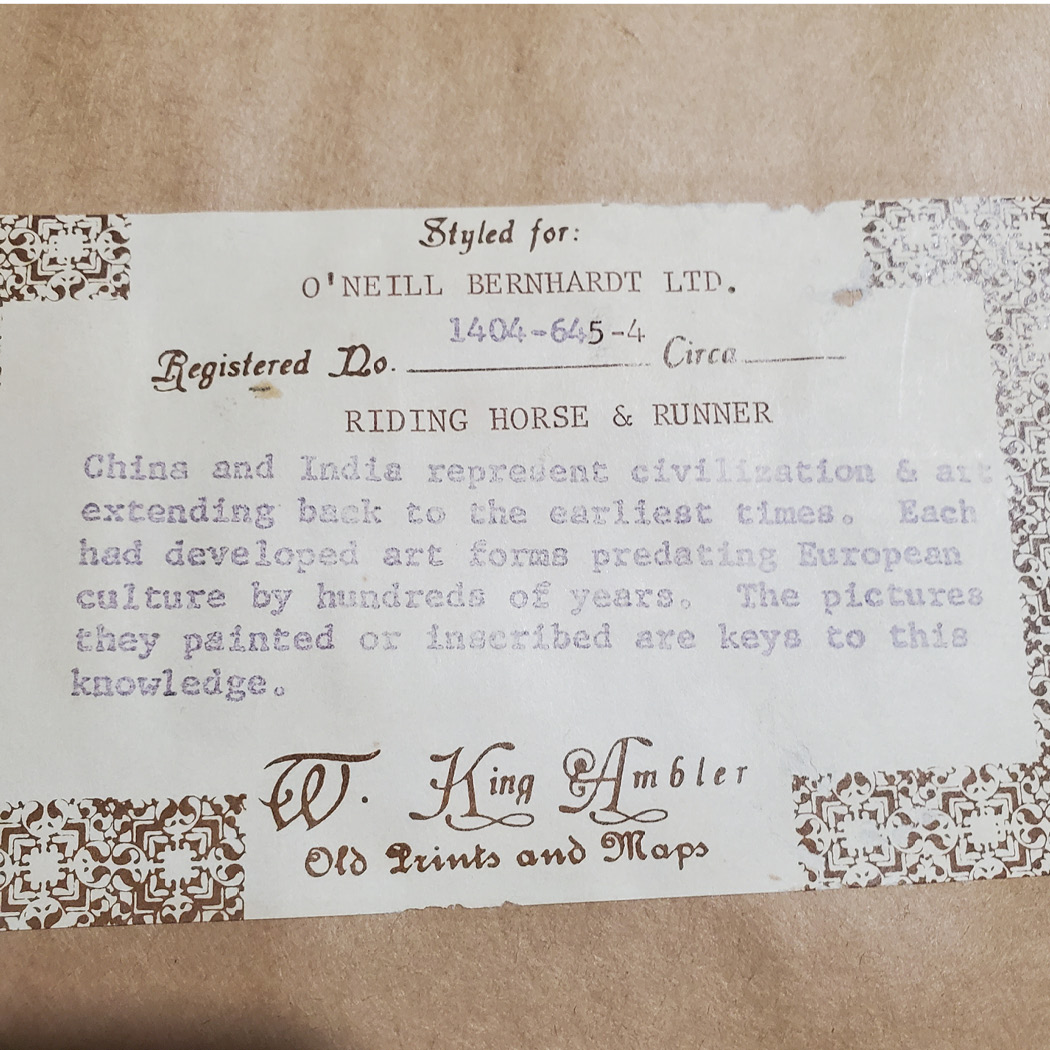 Styled for:
O'NEILL BERNHARDT LTD.
1404-645-4
Registered No. Circa
RIDING HORSE & RUNNER
China and India represent civilization & art
extending back to the earliest times. Each
had developed art forms predating European
culture by hundreds of years. The pictures
they painted or inscribed are keys to this
knowledge.
W. King Ambler
Old Prints and Maps